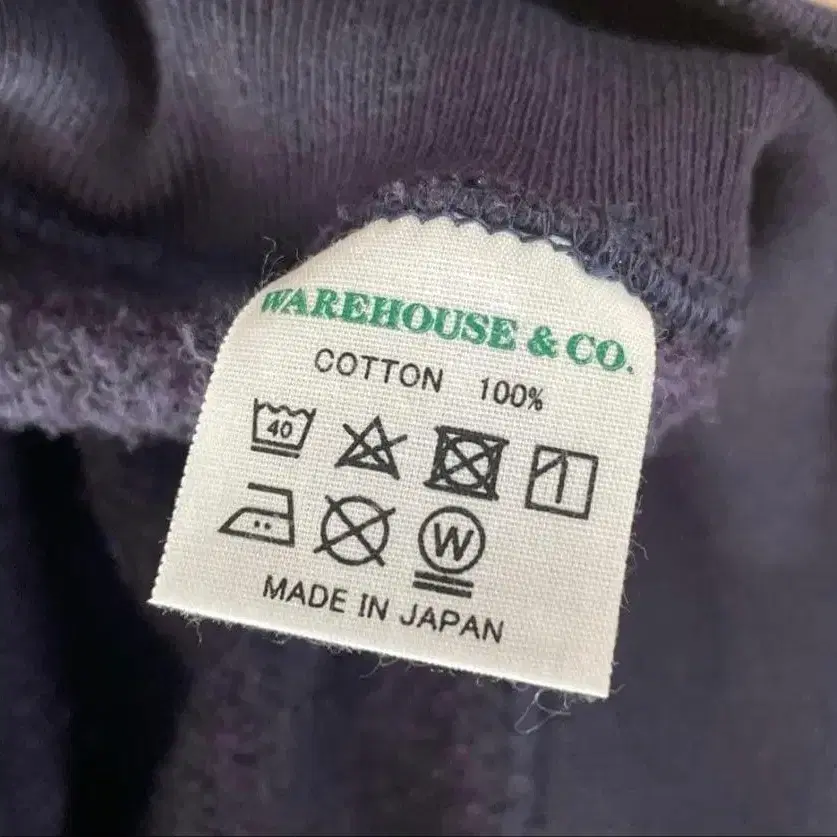 WAREHOUSE & CO.
COTTON 100%
40
W
MADE IN JAPAN